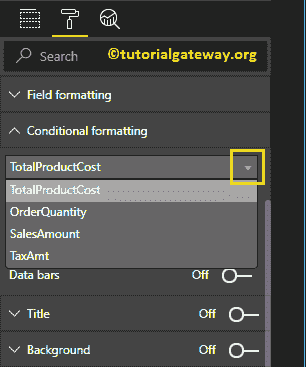 Search ©tutorialgateway.org
Field formatting
Conditional formatting
TotalProductCost
TotalProductCost
OrderQuantity
SalesAmount
TaxAmt
Data bars Off
Title Off
Background Off